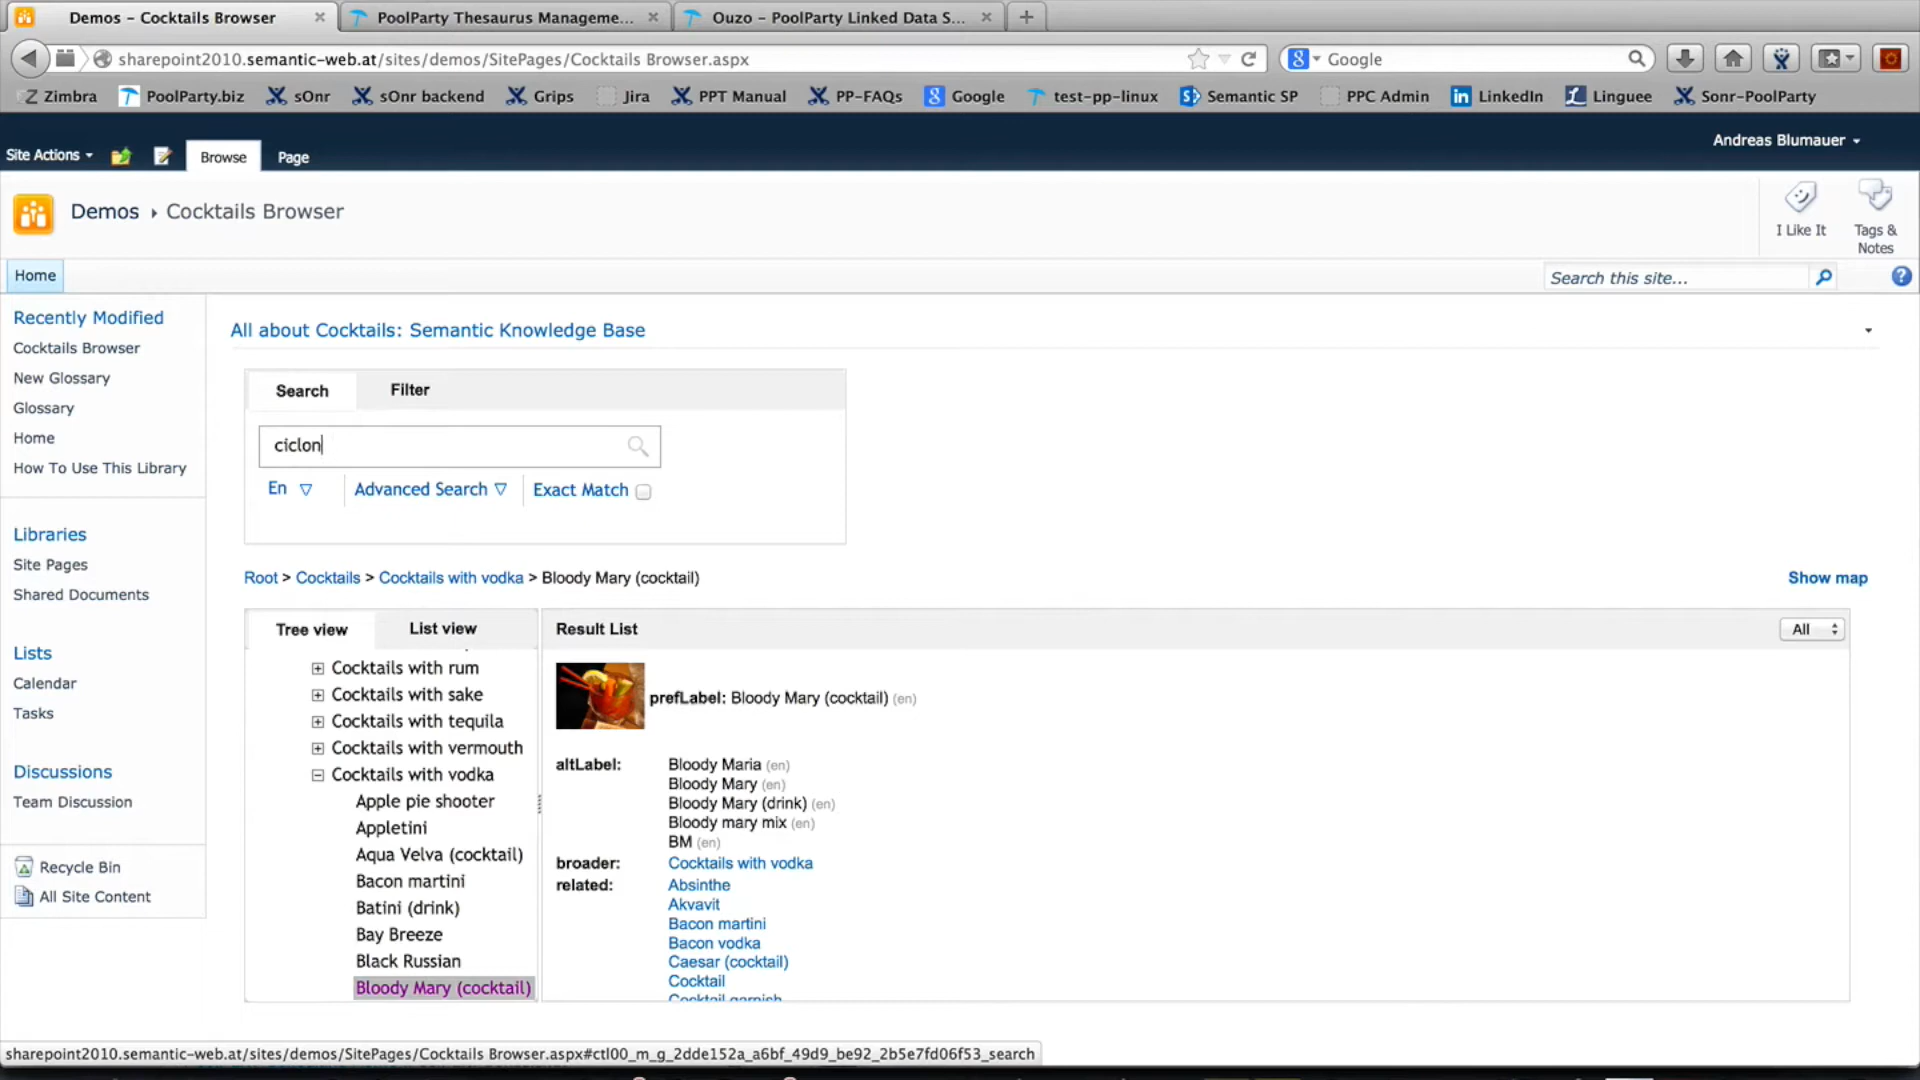 Demos – Cocktails Browser
PoolParty Thesaurus Manageme...
Ouzo – PoolParty Linked Data S...
sharepoint2010.semantic-web.at/sites/demos/SitePages/Cocktails Browser.aspx
Google
Zimbra PoolParty.biz sOnr sOnr backend Grips Jira PPT Manual PP-FAQs Google test-pp-linux Semantic SP PPC Admin LinkedIn Linguee Sonr-PoolParty
Andreas Blumauer
Site Actions Browse Page
Demos Cocktails Browser
I Like It
Tags &
Notes
Home
Search this site...
Recently Modified
Cocktails Browser
New Glossary
Glossary
Home
How To Use This Library
Libraries
Site Pages
Shared Documents
Lists
Calendar
Tasks
Discussions
Team Discussion
Recycle Bin
All Site Content
All about Cocktails: Semantic Knowledge Base
Search Filter
ciclon
En Advanced Search Exact Match
Root > Cocktails > Cocktails with vodka > Bloody Mary (cocktail)
Show map
Tree view List view
Cocktails with rum
Cocktails with sake
Cocktails with tequila
Cocktails with vermouth
Cocktails with vodka
Apple pie shooter
Appletini
Aqua Velva (cocktail)
Bacon martini
Batini (drink)
Bay Breeze
Black Russian
Bloody Mary (cocktail)
Result List
All
prefLabel: Bloody Mary (cocktail) (en)
altLabel: Bloody Maria (en)
Bloody Mary (en)
Bloody Mary (drink) (en)
Bloody mary mix (en)
BM (en)
broader: Cocktails with vodka
related: Absinthe
Akvavit
Bacon martini
Bacon vodka
Caesar (cocktail)
Cocktail
Cocktail garnish
sharepoint2010.semantic-web.at/sites/demos/SitePages/Cocktails Browser.aspx#ctl00_m_g_2dde152a_a6bf_49d9_be92_2b5e7fd06f53_search